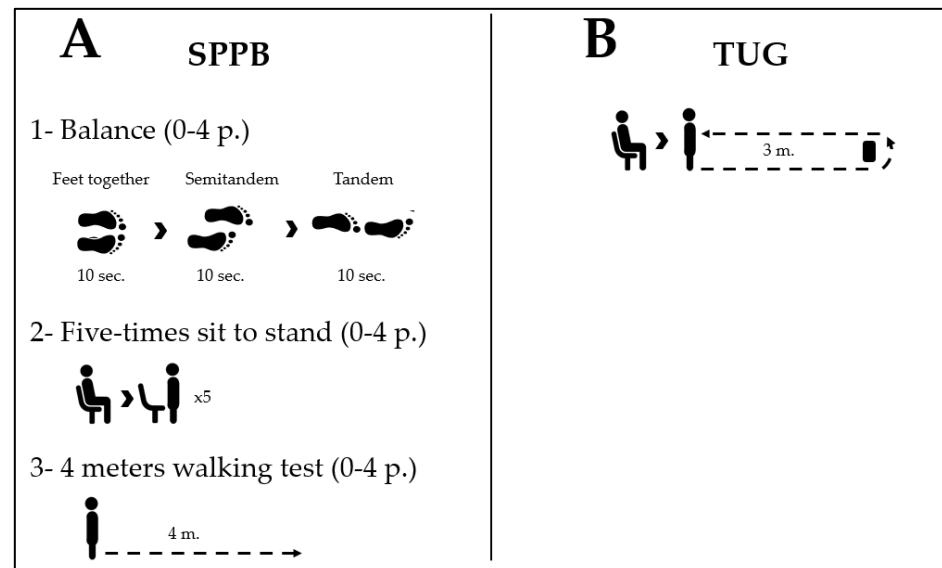 A
SPPB
1- Balance (0-4 p.)
Feet together Semitandem Tandem
10 sec. 10 sec. 10 sec.
2- Five-times sit to stand (0-4 p.)
x5
3- 4 meters walking test (0-4 p.)
4 m.
B
TUG
3 m.